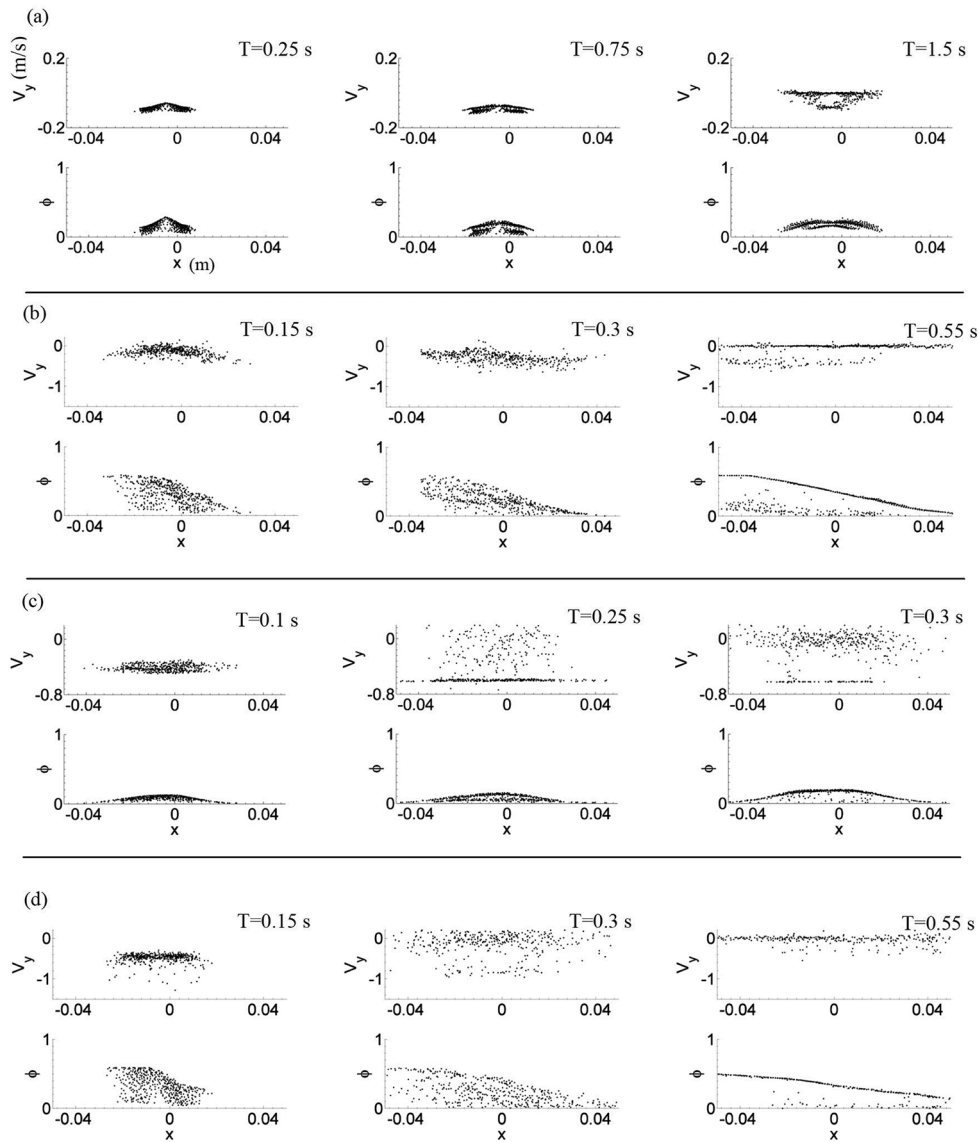 (a)
T=0.25 s T=0.75 s T=1.5 s
0.2 0.2 0.2
V_y (m/s) V_y V_y
-0.2 -0.2 -0.2
-0.04 0 0.04 -0.04 0 0.04 -0.04 0 0.04
1 1 1
ϕ ϕ ϕ
0 0 0
-0.04 0 0.04 -0.04 0 0.04 -0.04 0 0.04
x (m) x x
(b)
T=0.15 s T=0.3 s T=0.55 s
0 0 0
V_y V_y V_y
-1 -1 -1
-0.04 0 0.04 -0.04 0 0.04 -0.04 0 0.04
1 1 1
ϕ ϕ ϕ
0 0 0
-0.04 0 0.04 -0.04 0 0.04 -0.04 0 0.04
x x x
(c)
T=0.1 s T=0.25 s T=0.3 s
0 0 0
V_y V_y V_y
-0.8 -0.8 -0.8
-0.04 0 0.04 -0.04 0 0.04 -0.04 0 0.04
1 1 1
ϕ ϕ ϕ
0 0 0
-0.04 0 0.04 -0.04 0 0.04 -0.04 0 0.04
x x x
(d)
T=0.15 s T=0.3 s T=0.55 s
0 0 0
V_y V_y V_y
-1 -1 -1
-0.04 0 0.04 -0.04 0 0.04 -0.04 0 0.04
1 1 1
ϕ ϕ ϕ
0 0 0
-0.04 0 0.04 -0.04 0 0.04 -0.04 0 0.04
x x x